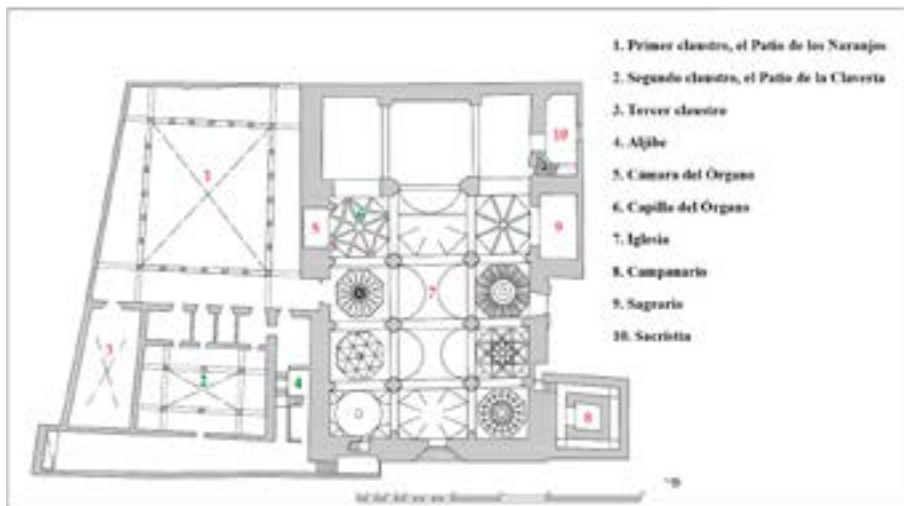 1. Primer claustro, el Patio de los Naranjos
2. Segundo claustro, el Patio de la Clavería
3. Tercer claustro
4. Aljibe
5. Cámara del Órgano
6. Capilla del Órgano
7. Iglesia
8. Campanario
9. Sagrario
10. Sacristía
10
1
6
5
9
7
3
2
4
8